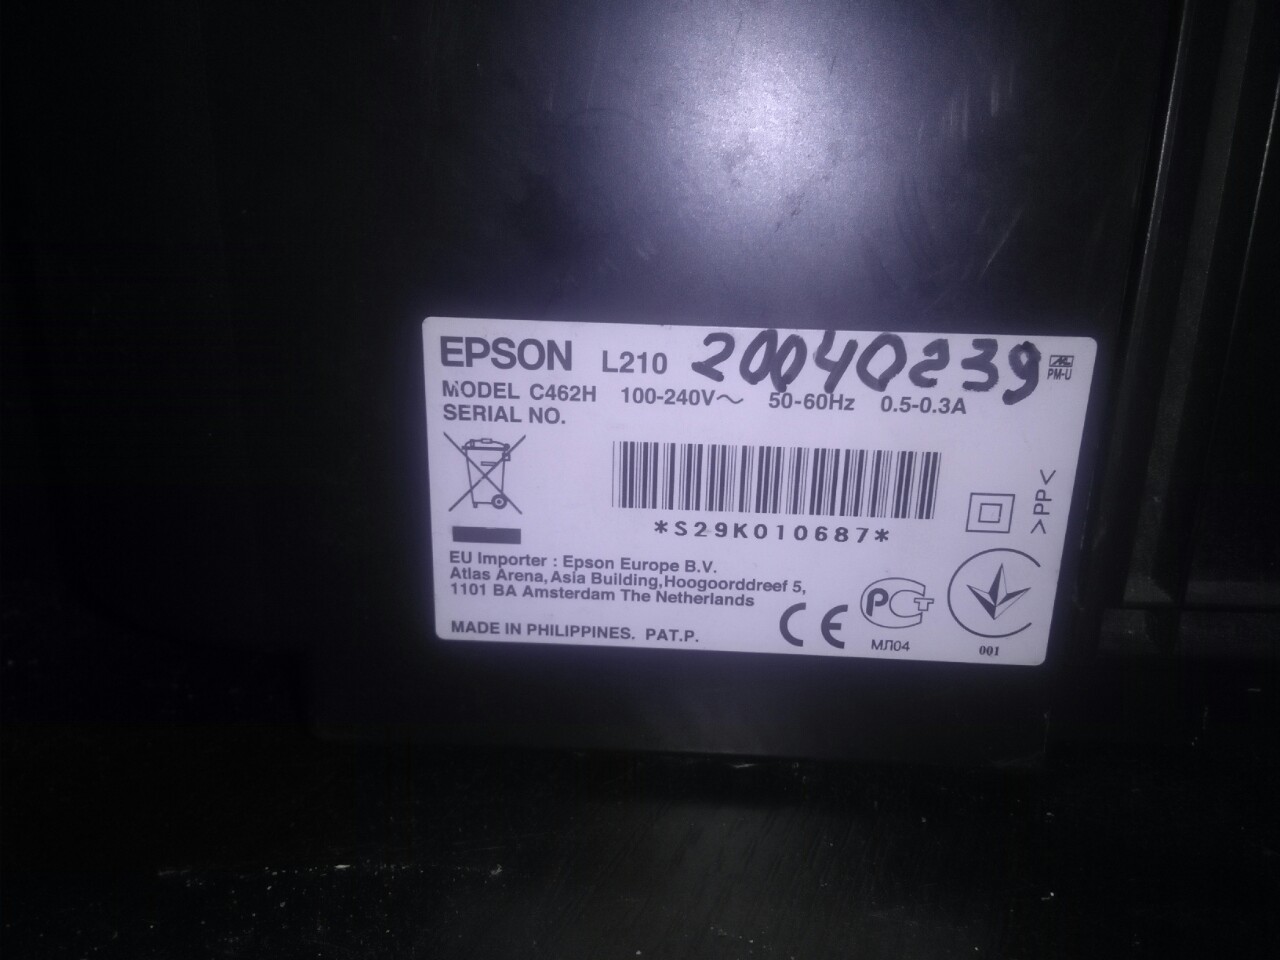 EPSON L210 20040239
PM-U
MODEL C462H 100-240V～ 50-60Hz 0.5-0.3A
SERIAL NO.
*S29K010687*
>PP<
EU Importer : Epson Europe B.V.
Atlas Arena, Asia Building,Hoogoorddreef 5,
1101 BA Amsterdam The Netherlands
MADE IN PHILIPPINES. PAT.P.
CE
РСТ
МЛ04
001